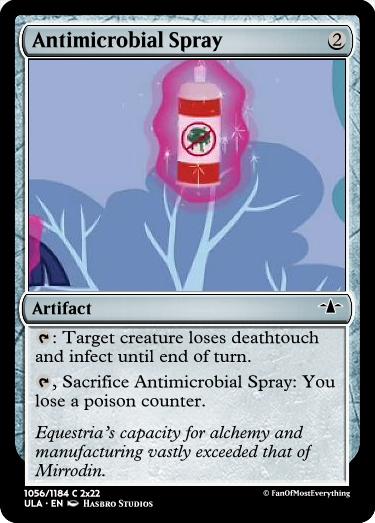 Antimicrobial Spray 2
Artifact
: Target creature loses deathtouch
and infect until end of turn.
, Sacrifice Antimicrobial Spray: You
lose a poison counter.
Equestria's capacity for alchemy and
manufacturing vastly exceeded that of
Mirrodin.
1056/1184 C 2x22
ULA · EN Hasbro Studios
© FanOfMostEverything